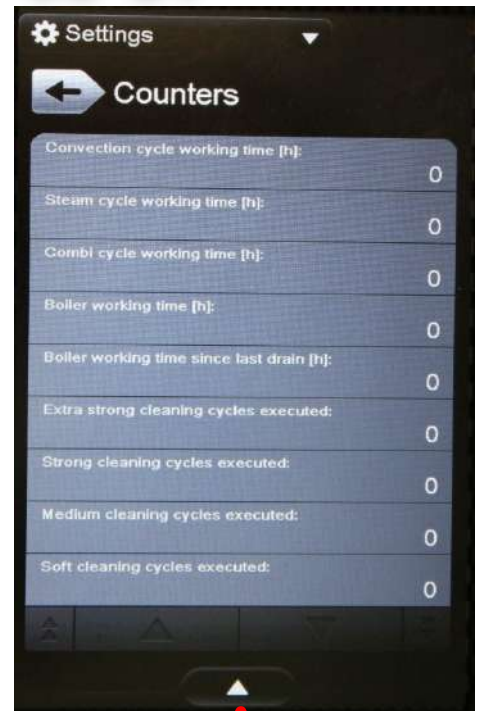 Settings
Counters
Convection cycle working time [h]:
0
Steam cycle working time [h]:
0
Combi cycle working time [h]:
0
Boiler working time [h]:
0
Boiler working time since last drain [h]:
0
Extra strong cleaning cycles executed:
0
Strong cleaning cycles executed:
0
Medium cleaning cycles executed:
0
Soft cleaning cycles executed:
0